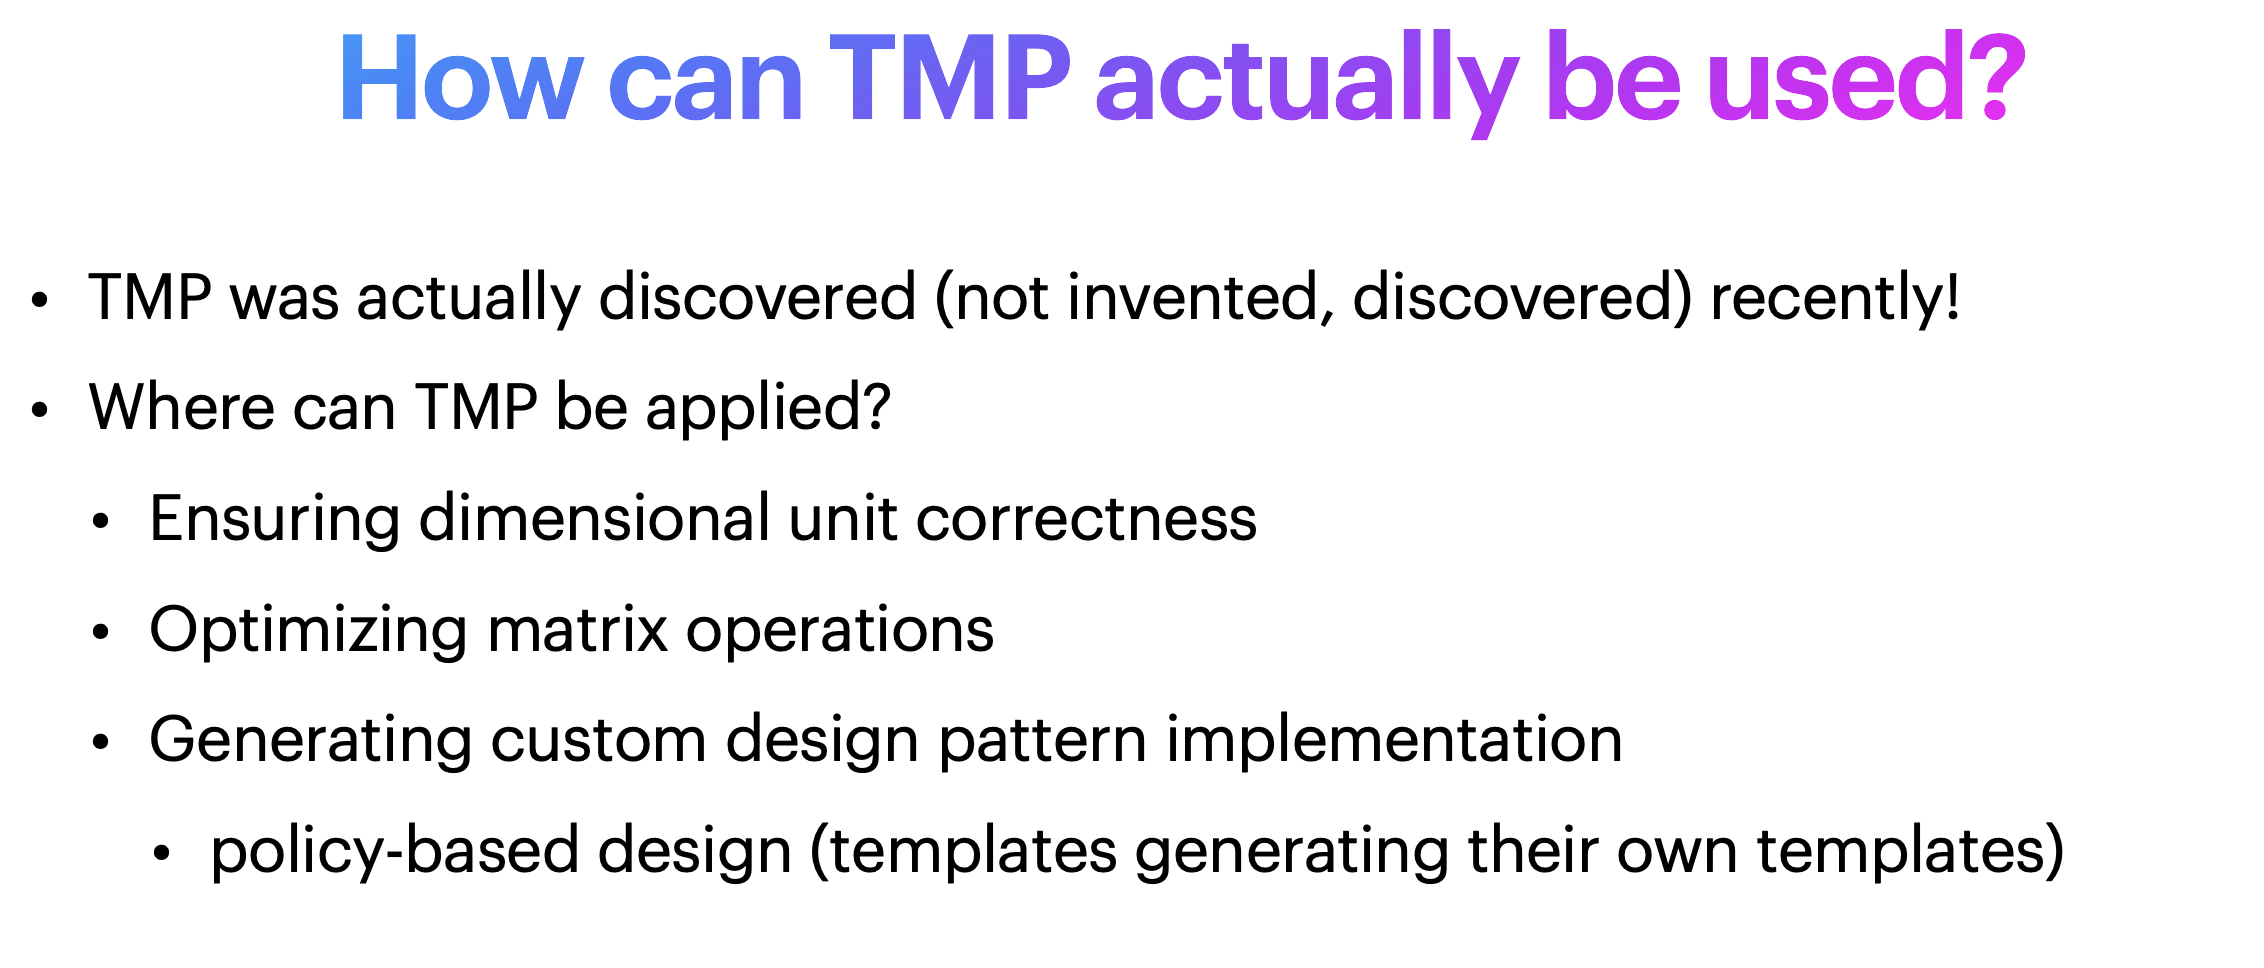 How can TMP actually be used?
• TMP was actually discovered (not invented, discovered) recently!
• Where can TMP be applied?
• Ensuring dimensional unit correctness
• Optimizing matrix operations
• Generating custom design pattern implementation
• policy-based design (templates generating their own templates)